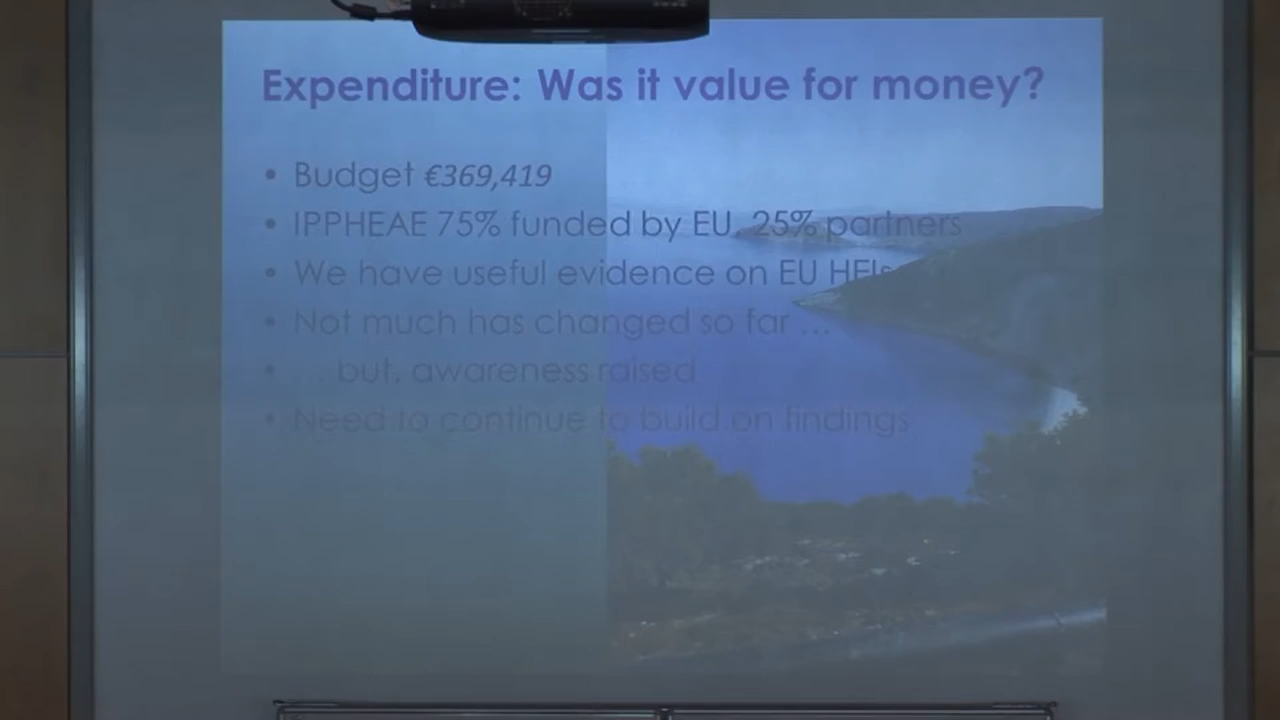 Expenditure: Was it value for money?
• Budget €369,419
• IPPHEAE 75% funded by EU, 25% partners
• We have useful evidence on EU HEIs
• Not much has changed so far ...
• ... but, awareness raised
• Need to continue to build on findings